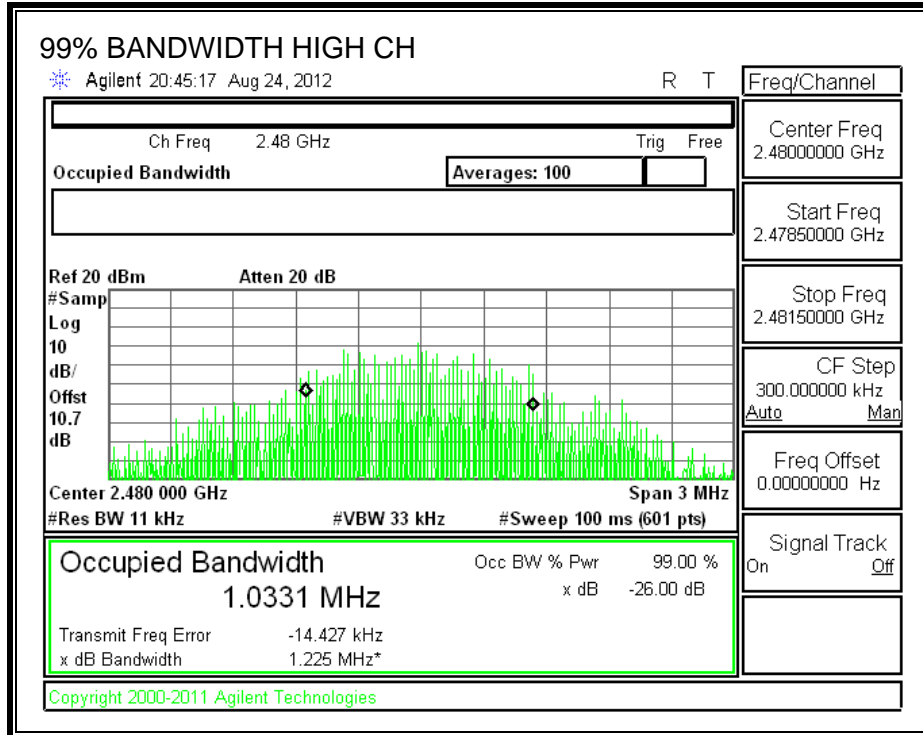 99% BANDWIDTH HIGH CH
Agilent 20:45:17 Aug 24, 2012 R T
Ch Freq 2.48 GHz Trig Free
Occupied Bandwidth Averages: 100
Ref 20 dBm Atten 20 dB
#Samp
Log
10
dB/
Offst
10.7
dB
Center 2.480 000 GHz Span 3 MHz
#Res BW 11 kHz #VBW 33 kHz #Sweep 100 ms (601 pts)
Occupied Bandwidth Occ BW % Pwr 99.00 %
1.0331 MHz x dB -26.00 dB
Transmit Freq Error -14.427 kHz
x dB Bandwidth 1.225 MHz*
Copyright 2000-2011 Agilent Technologies
Freq/Channel
Center Freq
2.48000000 GHz
Start Freq
2.47850000 GHz
Stop Freq
2.48150000 GHz
CF Step
300.000000 kHz
Auto Man
Freq Offset
0.00000000 Hz
Signal Track
On Off